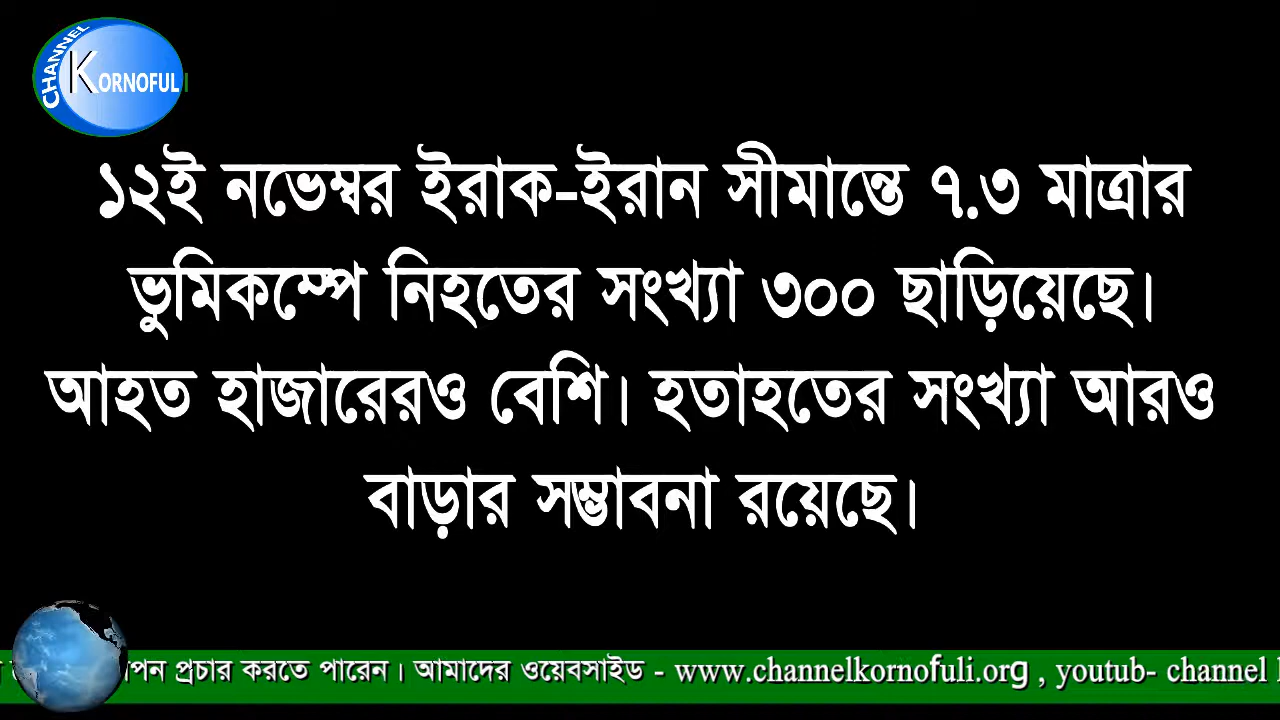 CHANNEL
KORNOFULI
১২ই নভেম্বর ইরাক-ইরান সীমান্তে ৭.৩ মাত্রার
ভুমিকম্পে নিহতের সংখ্যা ৩০০ ছাড়িয়েছে।
আহত হাজারেরও বেশি। হতাহতের সংখ্যা আরও
বাড়ার সম্ভাবনা রয়েছে।
প্রচার করতে পারেন। আমাদের ওয়েবসাইড - www.channelkornofuli.org , youtub- channel